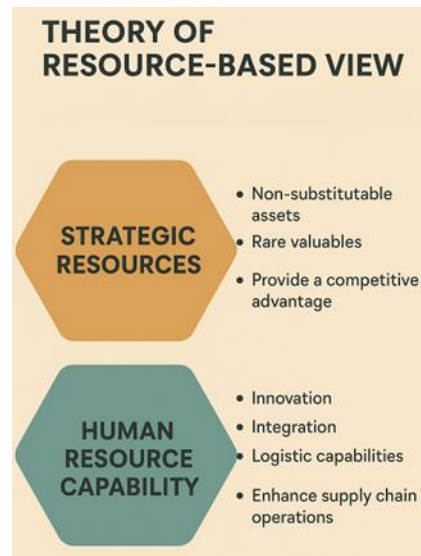 THEORY OF
RESOURCE-BASED VIEW
STRATEGIC
RESOURCES
• Non-substitutable
assets
• Rare valuables
• Provide a competitive
advantage
HUMAN
RESOURCE
CAPABILITY
• Innovation
• Integration
• Logistic capabilities
• Enhance supply chain
operations